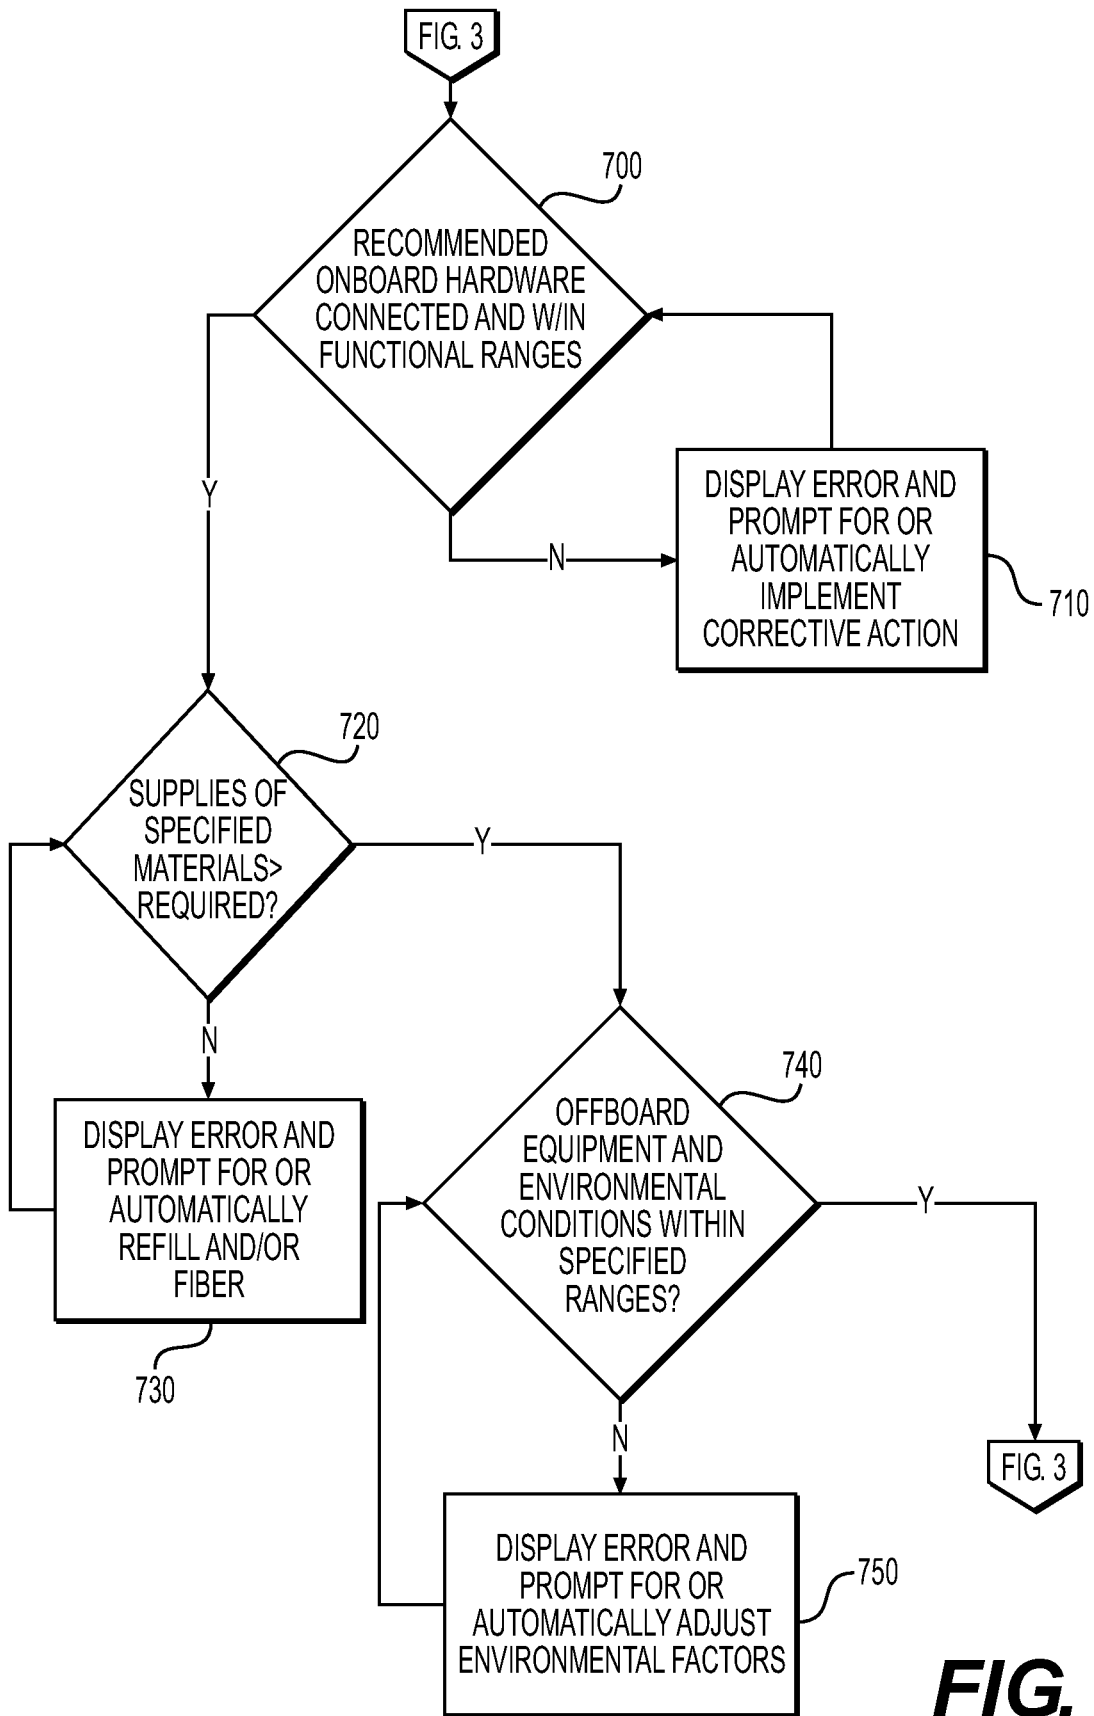 FIG. 3
700
RECOMMENDED
ONBOARD HARDWARE
CONNECTED AND W/IN
FUNCTIONAL RANGES
Y
N
DISPLAY ERROR AND
PROMPT FOR OR
AUTOMATICALLY
IMPLEMENT
CORRECTIVE ACTION
710
720
SUPPLIES OF
SPECIFIED
MATERIALS>
REQUIRED?
Y
N
DISPLAY ERROR AND
PROMPT FOR OR
AUTOMATICALLY
REFILL AND/OR
FIBER
730
740
OFFBOARD
EQUIPMENT AND
ENVIRONMENTAL
CONDITIONS WITHIN
SPECIFIED
RANGES?
Y
N
FIG. 3
DISPLAY ERROR AND
PROMPT FOR OR
AUTOMATICALLY ADJUST
ENVIRONMENTAL FACTORS
750
FIG.